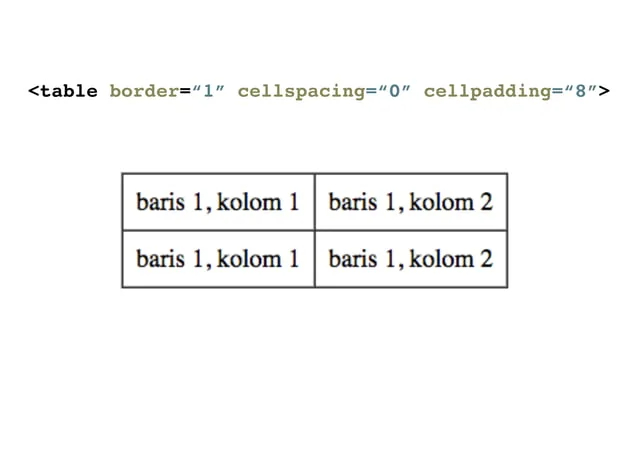 <table border=“1” cellspacing=“0” cellpadding=“8”>
baris 1, kolom 1 baris 1, kolom 2
baris 1, kolom 1 baris 1, kolom 2